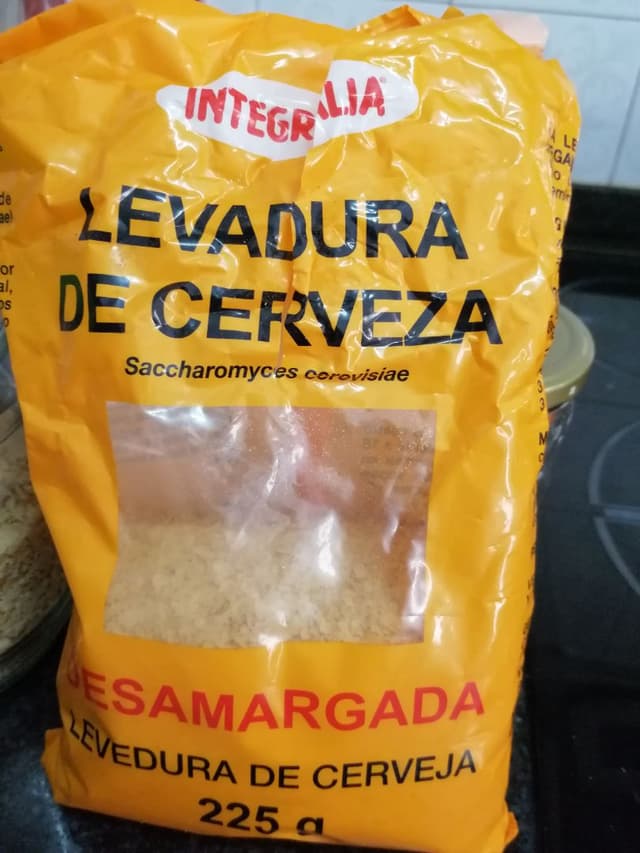 INTEGRALIA
LEVADURA
DE CERVEZA
Saccharomyces cerevisiae
DESAMARGADA
LEVEDURA DE CERVEJA
225 g